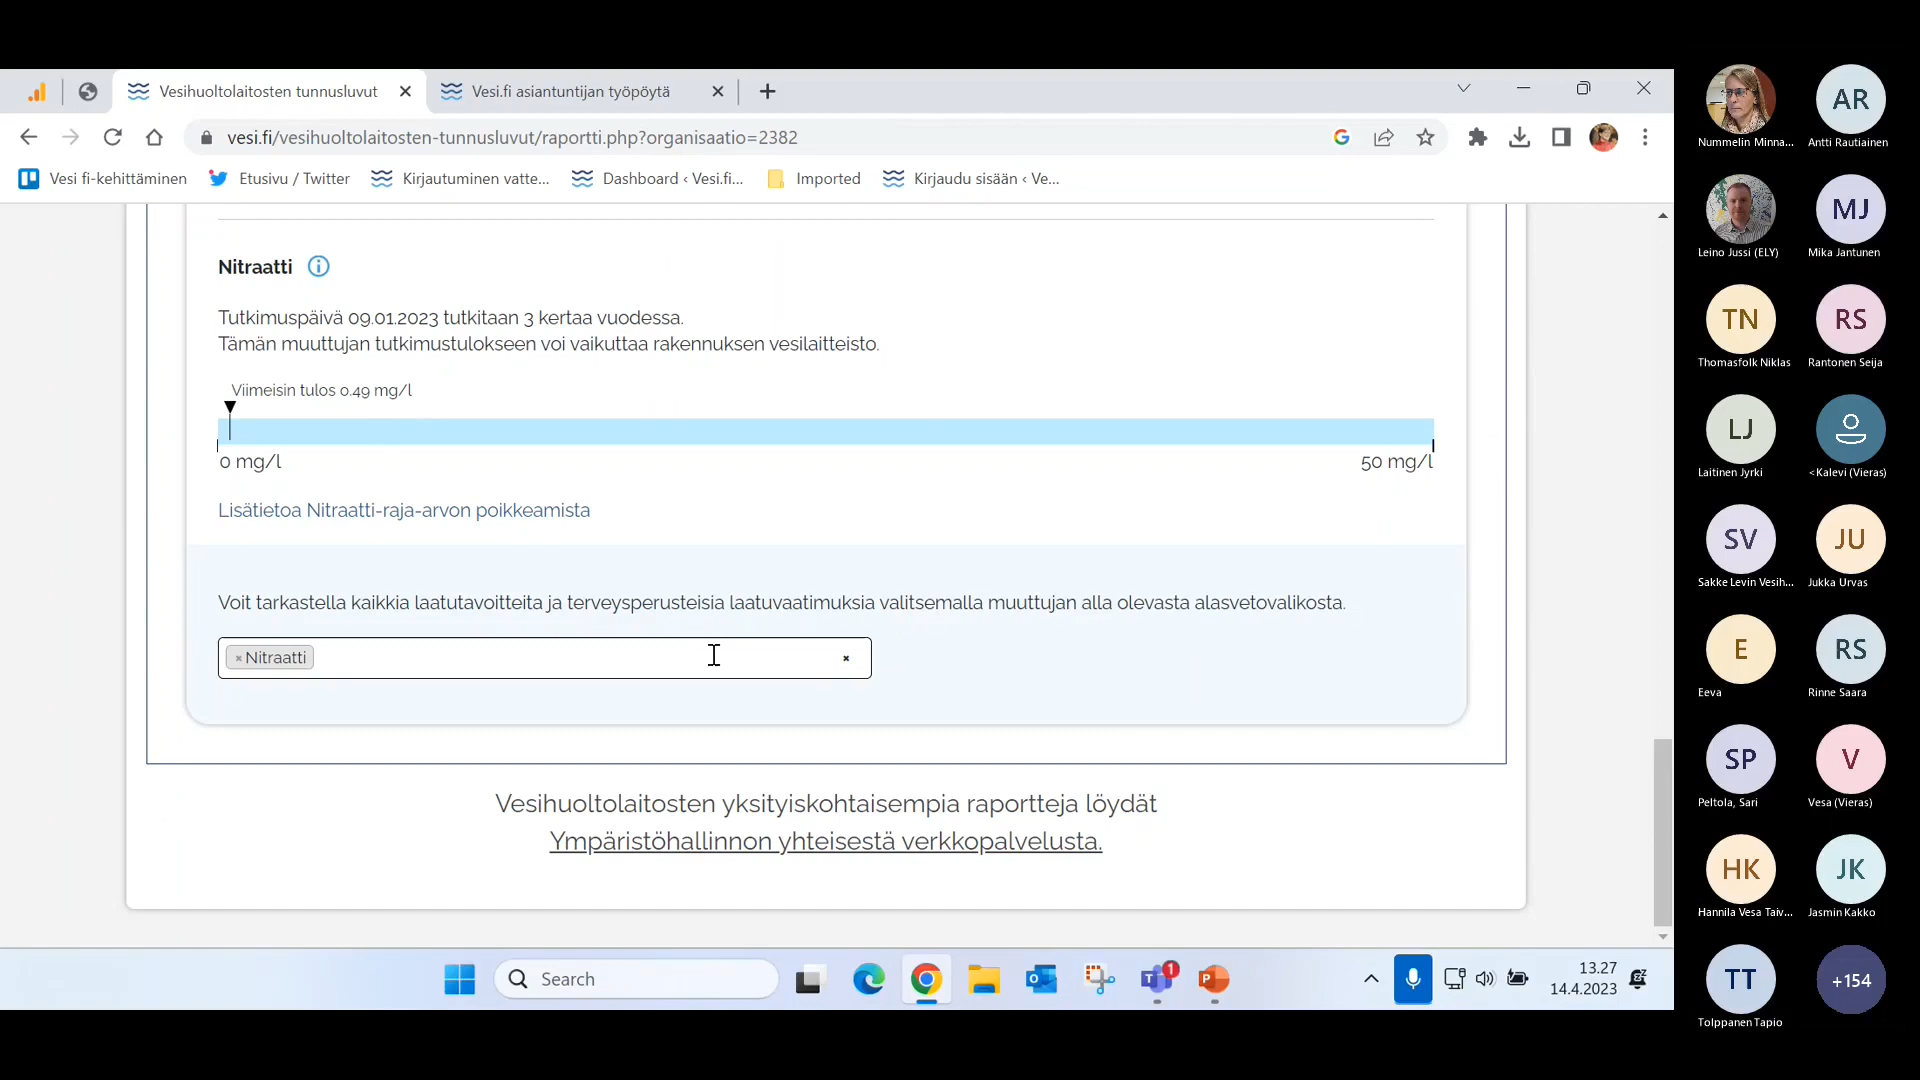 Vesihuoltolaitosten tunnusluvut
Vesi.fi asiantuntijan työpöytä
vesi.fi/vesihuoltolaitosten-tunnusluvut/raportti.php?organisaatio=2382
Vesi fi-kehittäminen
Etusivu / Twitter
Kirjautuminen vatte...
Dashboard ‹ Vesi.fi...
Imported
Kirjaudu sisään ‹ Ve...
Nitraatti
Tutkimuspäivä 09.01.2023 tutkitaan 3 kertaa vuodessa.
Tämän muuttujan tutkimustulokseen voi vaikuttaa rakennuksen vesilaitteisto.
Viimeisin tulos 0.49 mg/l
0 mg/l
50 mg/l
Lisätietoa Nitraatti-raja-arvon poikkeamista
Voit tarkastella kaikkia laatutavoitteita ja terveysperusteisia laatuvaatimuksia valitsemalla muuttujan alla olevasta alasvetovalikosta.
×Nitraatti
×
Vesihuoltolaitosten yksityiskohtaisempia raportteja löydät
Ympäristöhallinnon yhteisestä verkkopalvelusta.
Search
1
13.27
14.4.2023
Nummelin Minna...
AR
Antti Rautiainen
Leino Jussi (ELY)
MJ
Mika Jantunen
TN
Thomasfolk Niklas
RS
Rantonen Seija
LJ
Laitinen Jyrki
<Kalevi (Vieras)
SV
Sakke Levin Vesih...
JU
Jukka Urvas
E
Eeva
RS
Rinne Saara
SP
Peltola, Sari
V
Vesa (Vieras)
HK
Hannila Vesa Taiv...
JK
Jasmin Kakko
TT
Tolppanen Tapio
+154